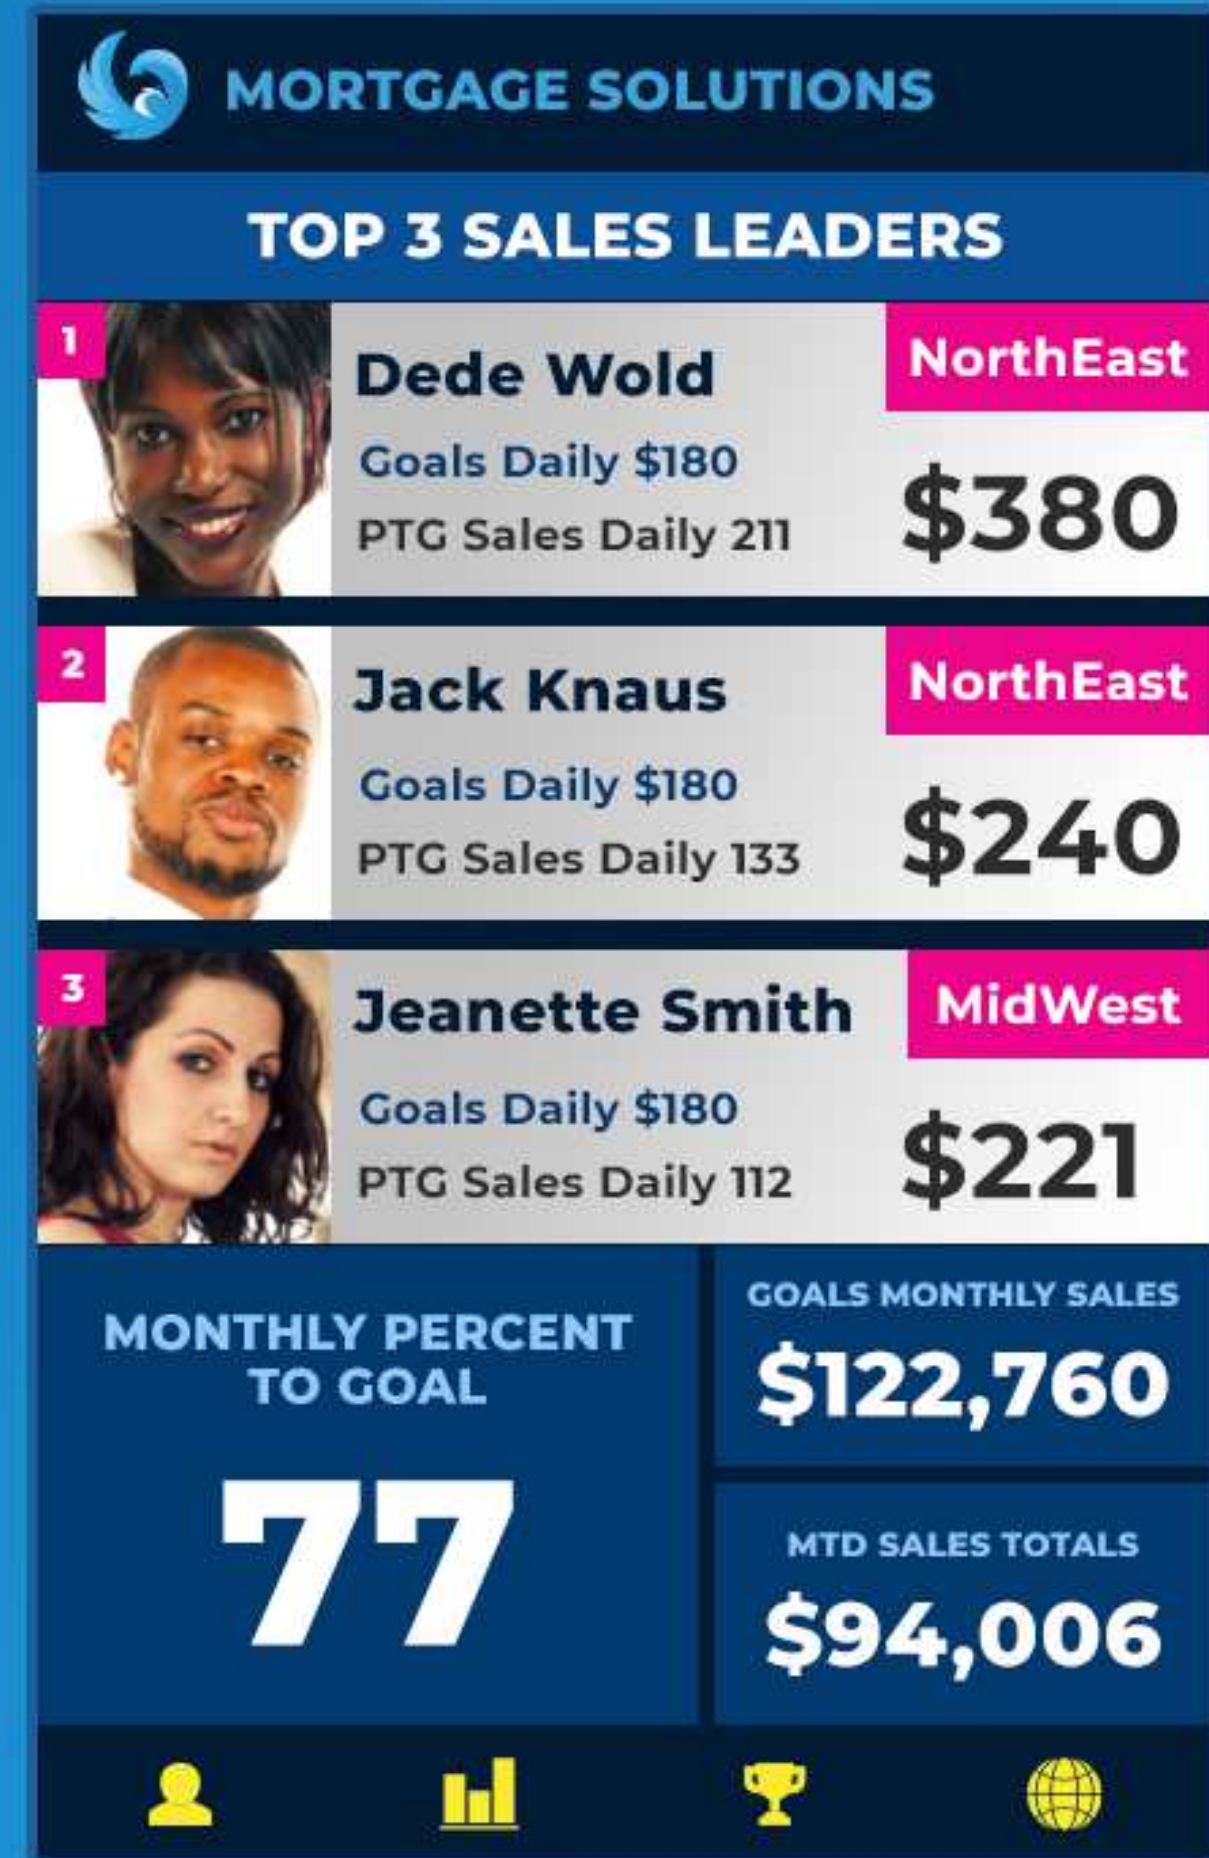 MORTGAGE SOLUTIONS
TOP 3 SALES LEADERS
1
Dede Wold
NorthEast
Goals Daily $180
PTG Sales Daily 211
$380
2
Jack Knaus
NorthEast
Goals Daily $180
PTG Sales Daily 133
$240
3
Jeanette Smith
MidWest
Goals Daily $180
PTG Sales Daily 112
$221
MONTHLY PERCENT
TO GOAL
77
GOALS MONTHLY SALES
$122,760
MTD SALES TOTALS
$94,006